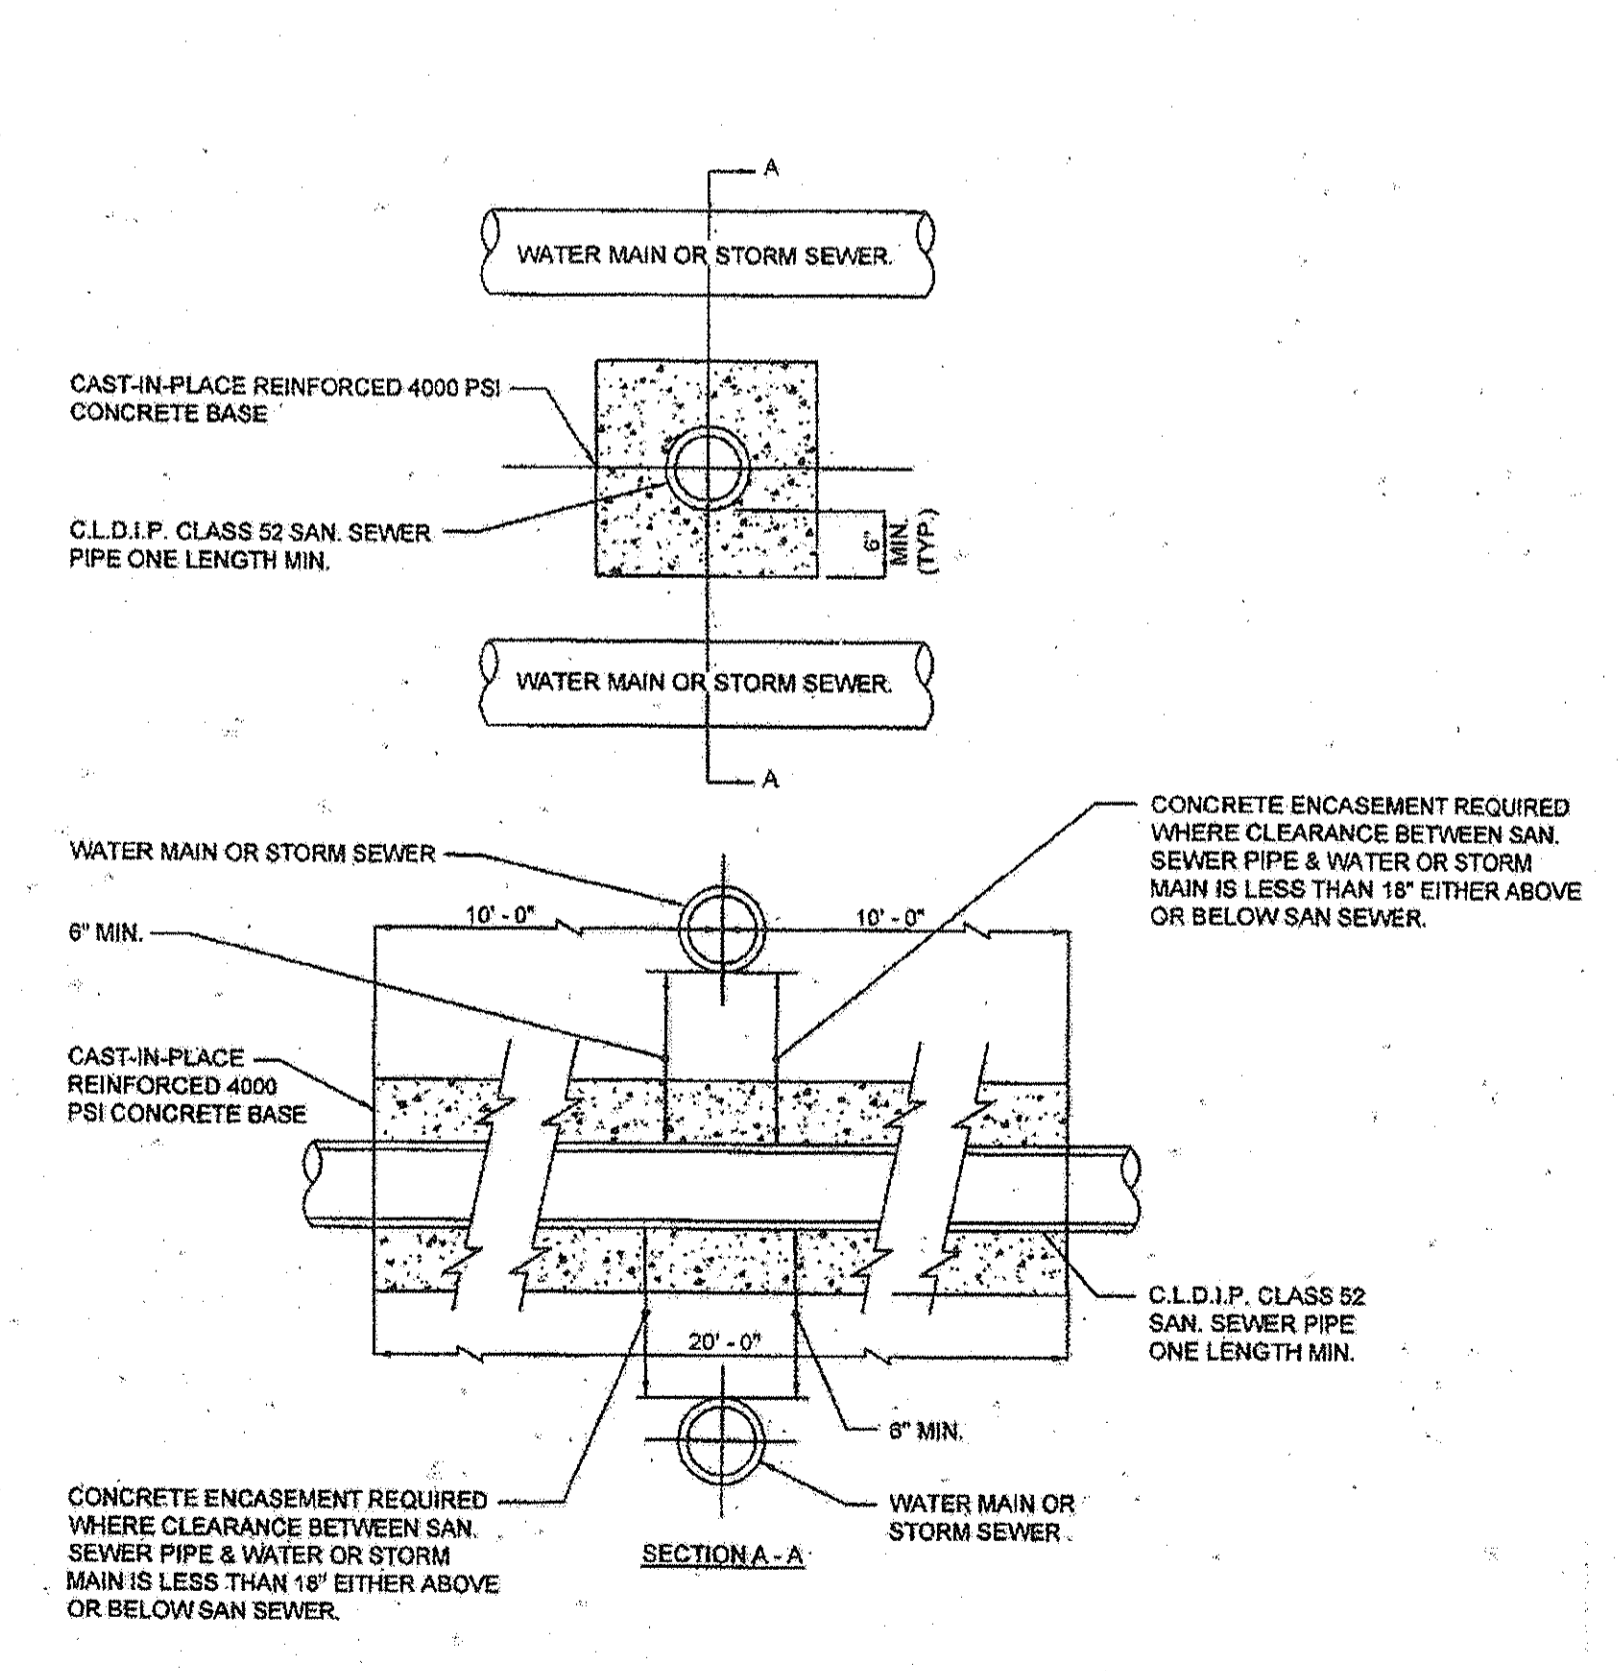 A
WATER MAIN OR STORM SEWER.
CAST-IN-PLACE REINFORCED 4000 PSI
CONCRETE BASE
C.L.D.I.P. CLASS 52 SAN. SEWER
PIPE ONE LENGTH MIN.
6"
MIN.
(TYP.)
WATER MAIN OR STORM SEWER.
A
CONCRETE ENCASEMENT REQUIRED
WHERE CLEARANCE BETWEEN SAN.
SEWER PIPE & WATER OR STORM
MAIN IS LESS THAN 18" EITHER ABOVE
OR BELOW SAN SEWER.
WATER MAIN OR STORM SEWER
10' - 0"
10' - 0"
6" MIN.
CAST-IN-PLACE
REINFORCED 4000
PSI CONCRETE BASE
C.L.D.I.P. CLASS 52
SAN. SEWER PIPE
ONE LENGTH MIN.
20' - 0"
6" MIN.
CONCRETE ENCASEMENT REQUIRED
WHERE CLEARANCE BETWEEN SAN.
SEWER PIPE & WATER OR STORM
MAIN IS LESS THAN 18" EITHER ABOVE
OR BELOW SAN SEWER.
WATER MAIN OR
STORM SEWER
SECTION A - A